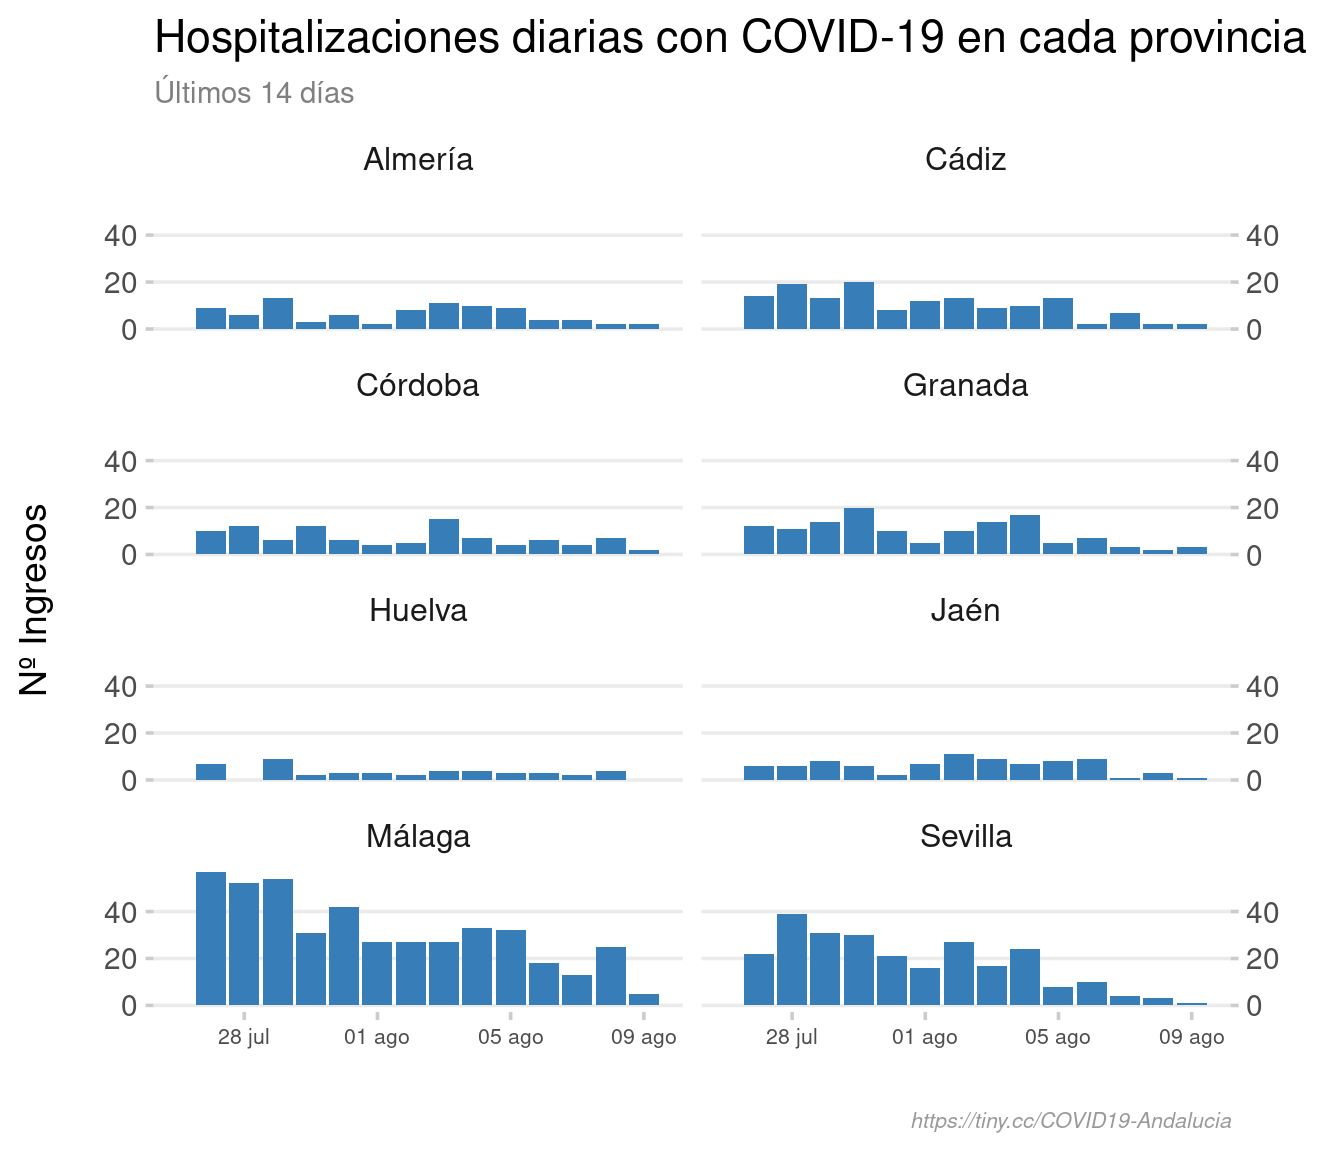 Hospitalizaciones diarias con COVID-19 en cada provincia
Últimos 14 días
Almería
Cádiz
40
20
0
40
20
0
Córdoba
Granada
40
20
0
40
20
0
Nº Ingresos
Huelva
Jaén
40
20
0
40
20
0
Málaga
Sevilla
40
20
0
40
20
0
28 jul 01 ago 05 ago 09 ago
28 jul 01 ago 05 ago 09 ago
https://tiny.cc/COVID19-Andalucia